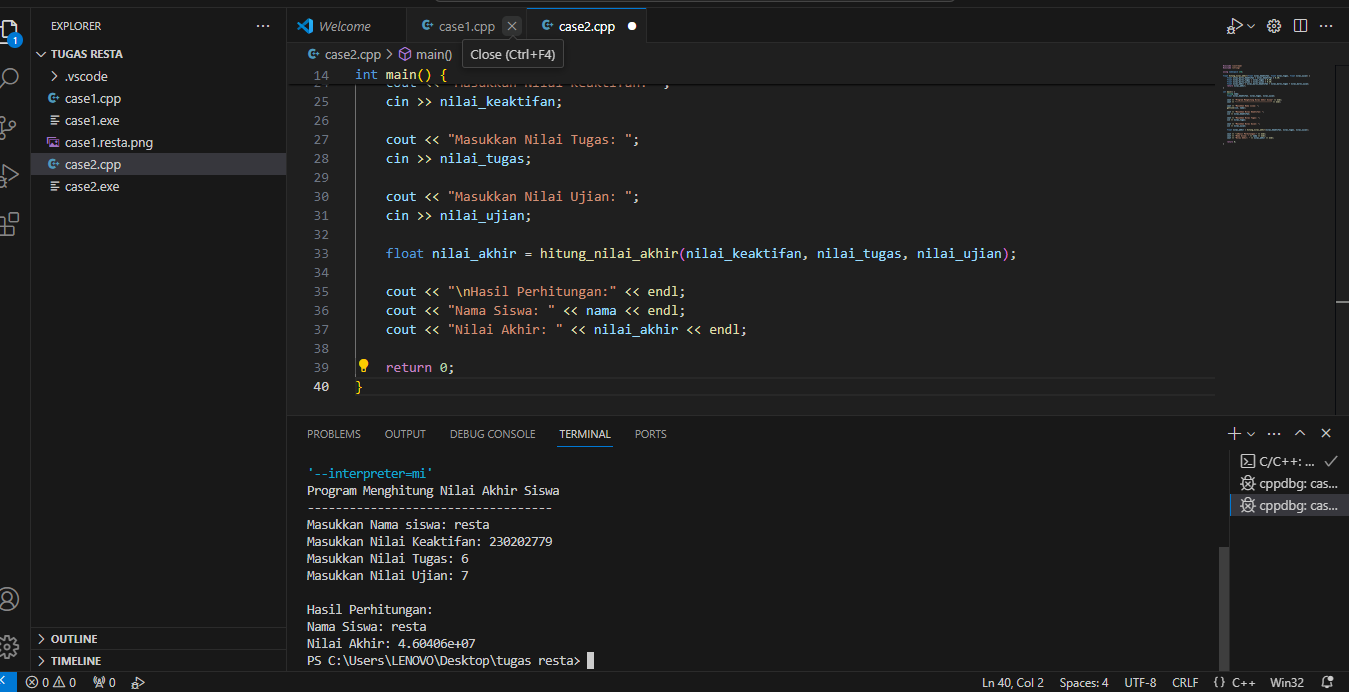 EXPLORER
TUGAS RESTA
.vscode
case1.cpp
case1.exe
case1.resta.png
case2.cpp
case2.exe
OUTLINE
TIMELINE
1
Welcome
case1.cpp
case2.cpp
case2.cpp > main()
Close (Ctrl+F4)
14 int main() {
25 cin >> nilai_keaktifan;
26
27 cout << "Masukkan Nilai Tugas: ";
28 cin >> nilai_tugas;
29
30 cout << "Masukkan Nilai Ujian: ";
31 cin >> nilai_ujian;
32
33 float nilai_akhir = hitung_nilai_akhir(nilai_keaktifan, nilai_tugas, nilai_ujian);
34
35 cout << "\nHasil Perhitungan:" << endl;
36 cout << "Nama Siswa: " << nama << endl;
37 cout << "Nilai Akhir: " << nilai_akhir << endl;
38
39 return 0;
40 }
PROBLEMS OUTPUT DEBUG CONSOLE TERMINAL PORTS
'--interpreter=mi'
Program Menghitung Nilai Akhir Siswa
-----------------------------------
Masukkan Nama siswa: resta
Masukkan Nilai Keaktifan: 230202779
Masukkan Nilai Tugas: 6
Masukkan Nilai Ujian: 7
Hasil Perhitungan:
Nama Siswa: resta
Nilai Akhir: 4.60406e+07
PS C:\Users\LENOVO\Desktop\tugas resta>
C/C++: ...
cppdbg: cas...
cppdbg: cas...
0 0 0
Ln 40, Col 2 Spaces: 4 UTF-8 CRLF {} C++ Win32